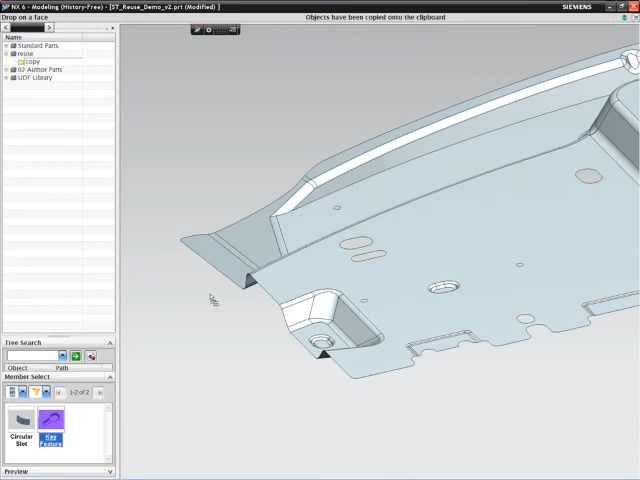 NX 6 - Modeling (History-Free) - [ST_Reuse_Demo_v2.prt (Modified) ]
SIEMENS
Drop on a face
Objects have been copied onto the clipboard
Name
Standard Parts
reuse
copy
02 Author Parts
UDF Library
Tree Search
Object
Path
Member Select
1-2 of 2
Circular Slot
Key Feature
Preview